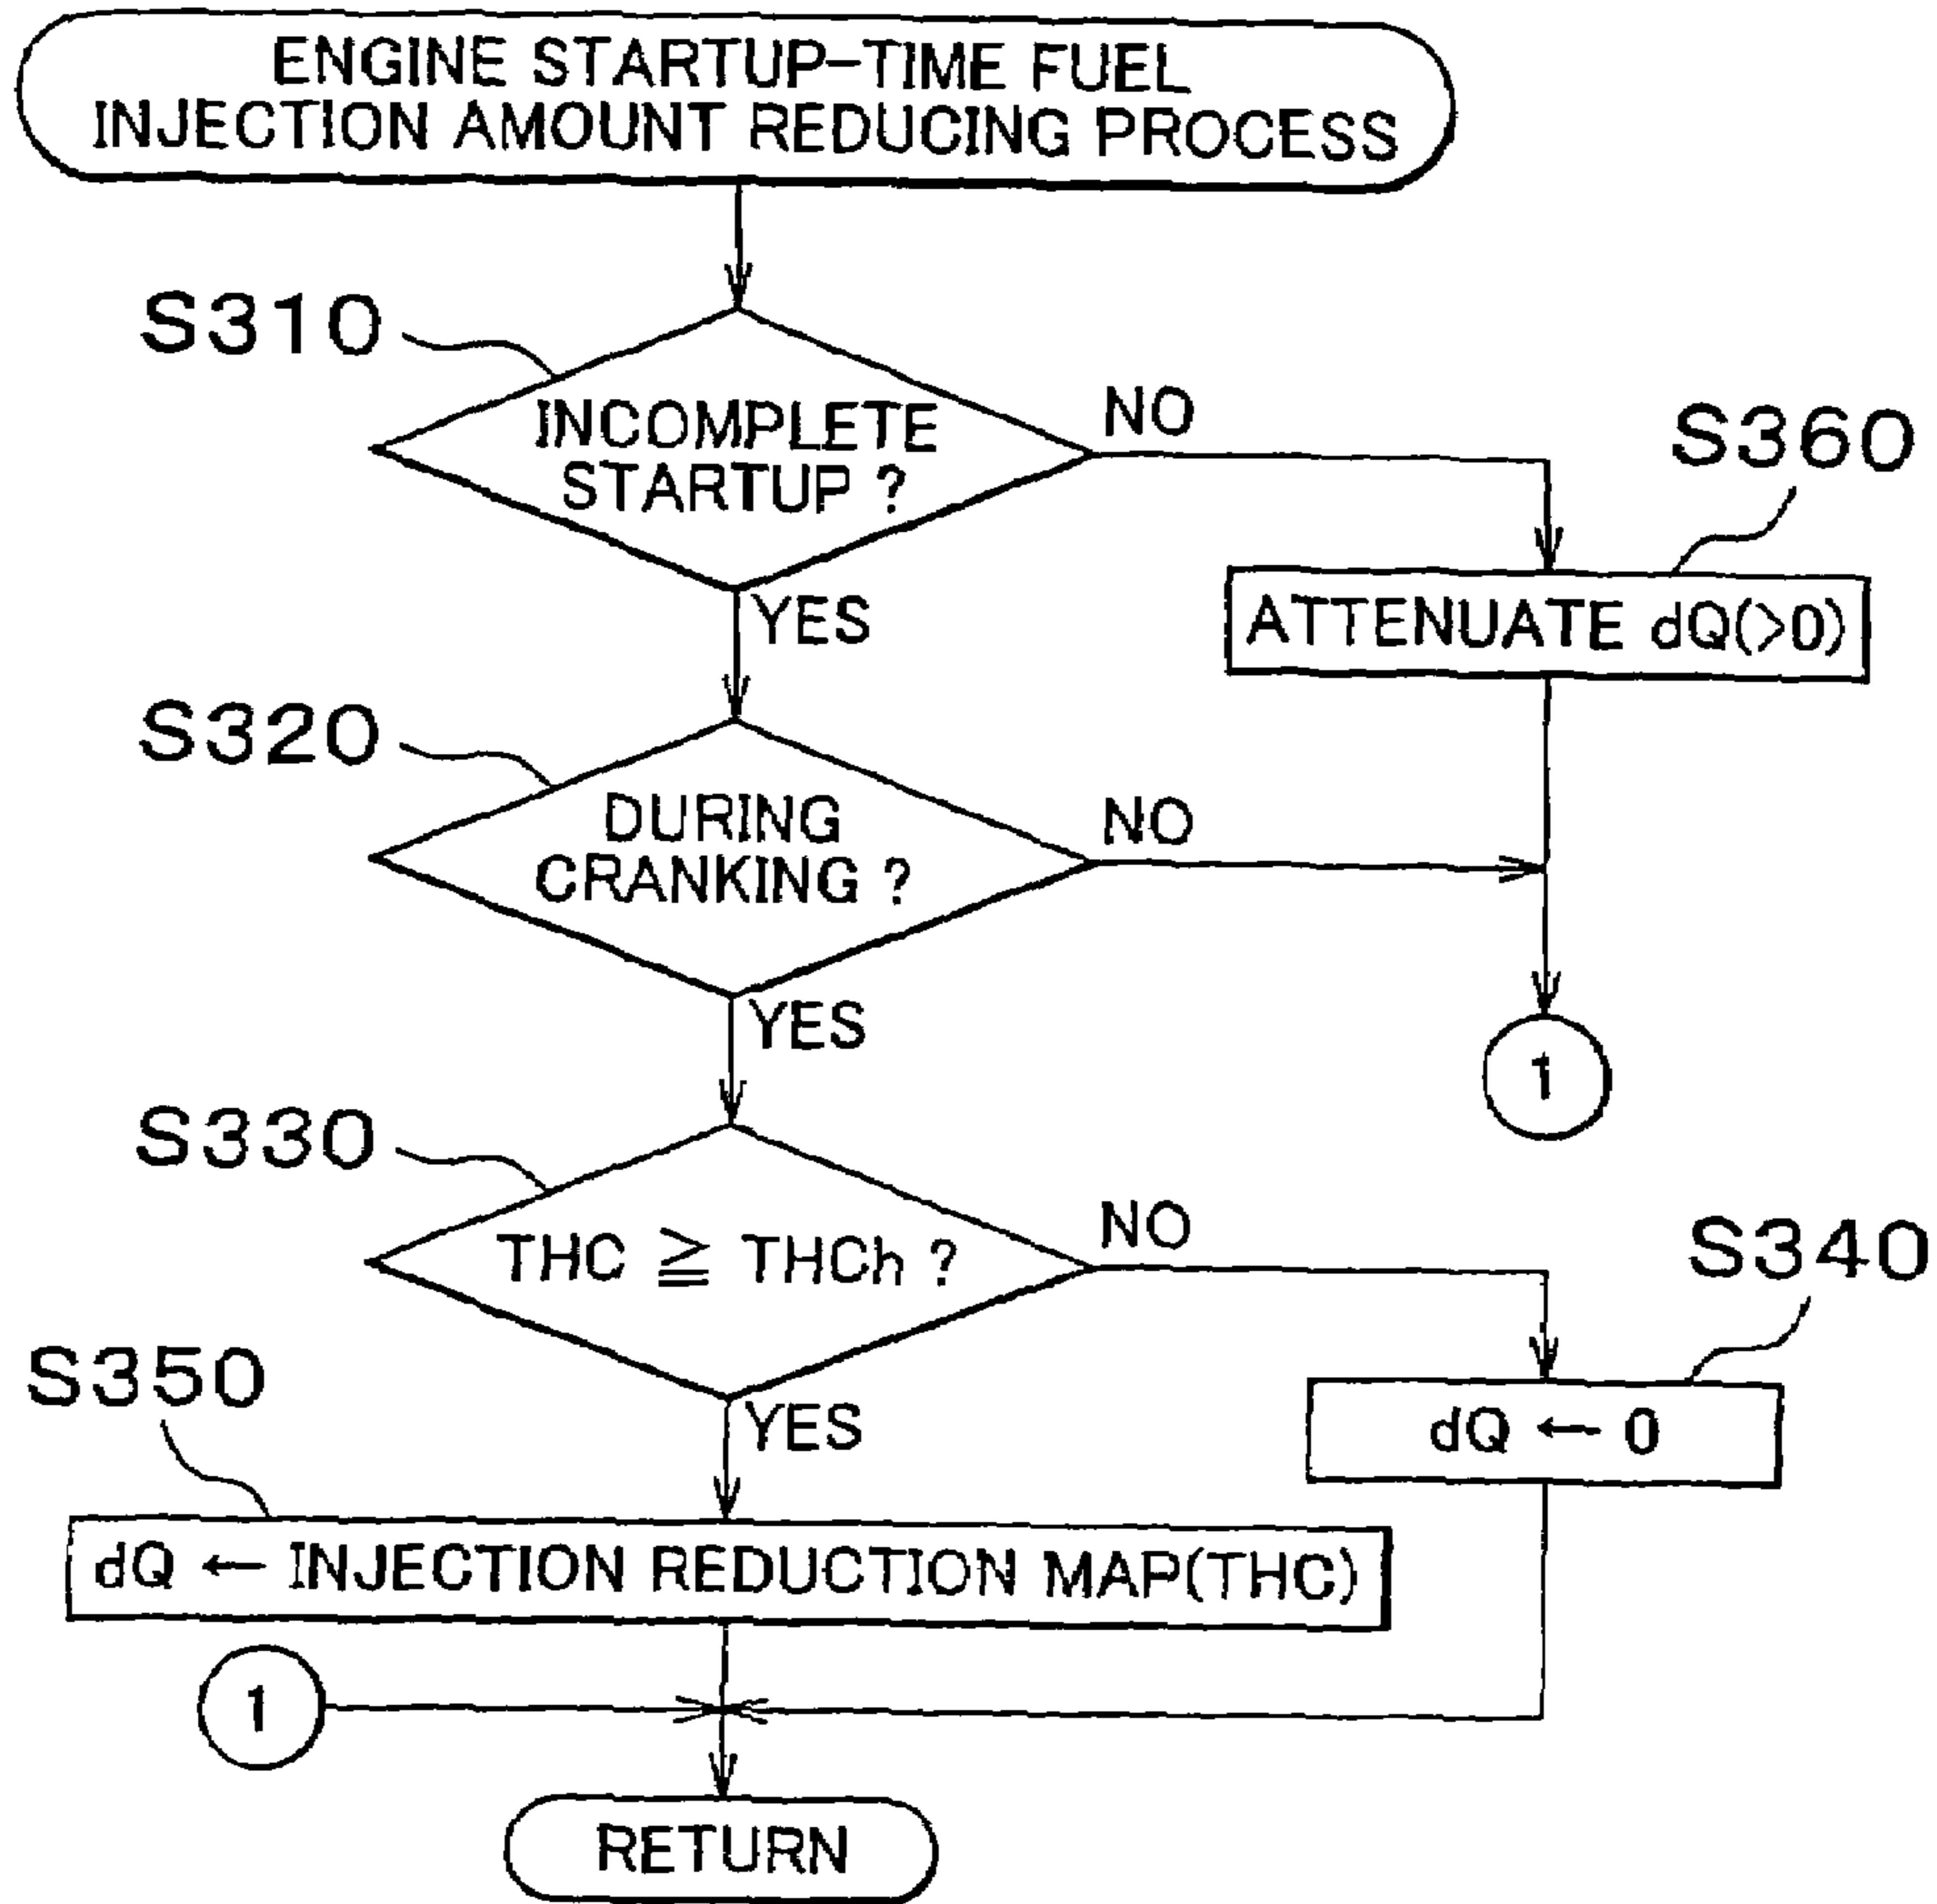 ENGINE STARTUP-TIME FUEL
INJECTION AMOUNT REDUCING PROCESS
S310
INCOMPLETE
STARTUP ?
NO
YES
S360
ATTENUATE dQ(>0)
S320
DURING
CRANKING ?
NO
YES
1
S330
THC ≧ THCh ?
NO
YES
S340
dQ ← 0
S350
dQ ← INJECTION REDUCTION MAP(THC)
1
RETURN